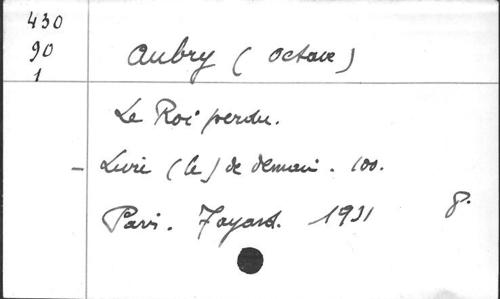 430
90
1
Aubry (Octave)
Le Roi perdu.
- Livre (le) de demain. 100.
Paris. Fayard. 1931 8.